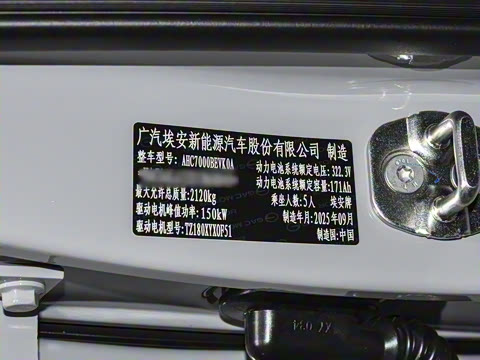 广汽埃安新能源汽车股份有限公司 制造
整车型号: AHC7000BEVK0A 动力电池系统额定电压: 322.3V
动力电池系统额定容量: 171Ah
最大允许总质量: 2120kg 乘坐人数: 5人 埃安牌
驱动电机峰值功率: 150kW 制造年月: 2025年09月
驱动电机型号: TZ180XYX0F51 制造国: 中国